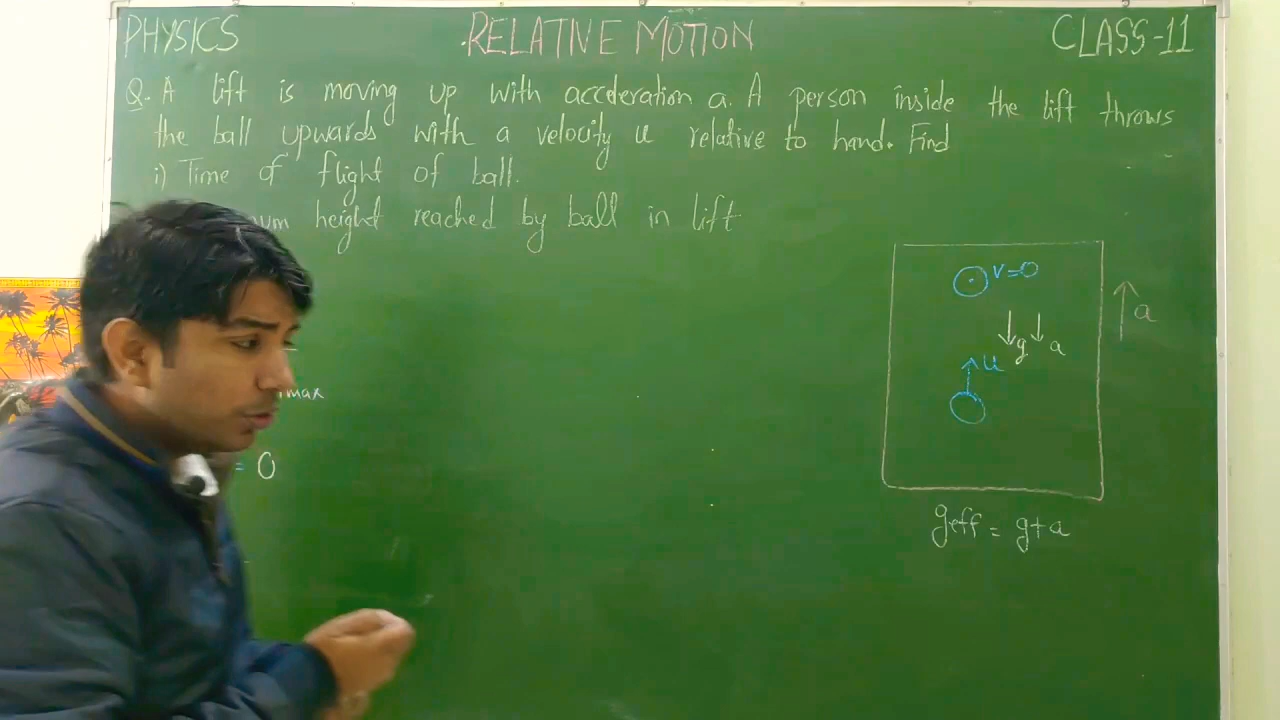 PHYSICS
RELATIVE MOTION
CLASS-11
Q. A lift is moving up with acceleration a. A person inside the lift throws
the ball upwards with a velocity u relative to hand. Find
i) Time of flight of ball.
height reached by ball in lift
v=0
g a
a
u
max
= 0
geff = g+a